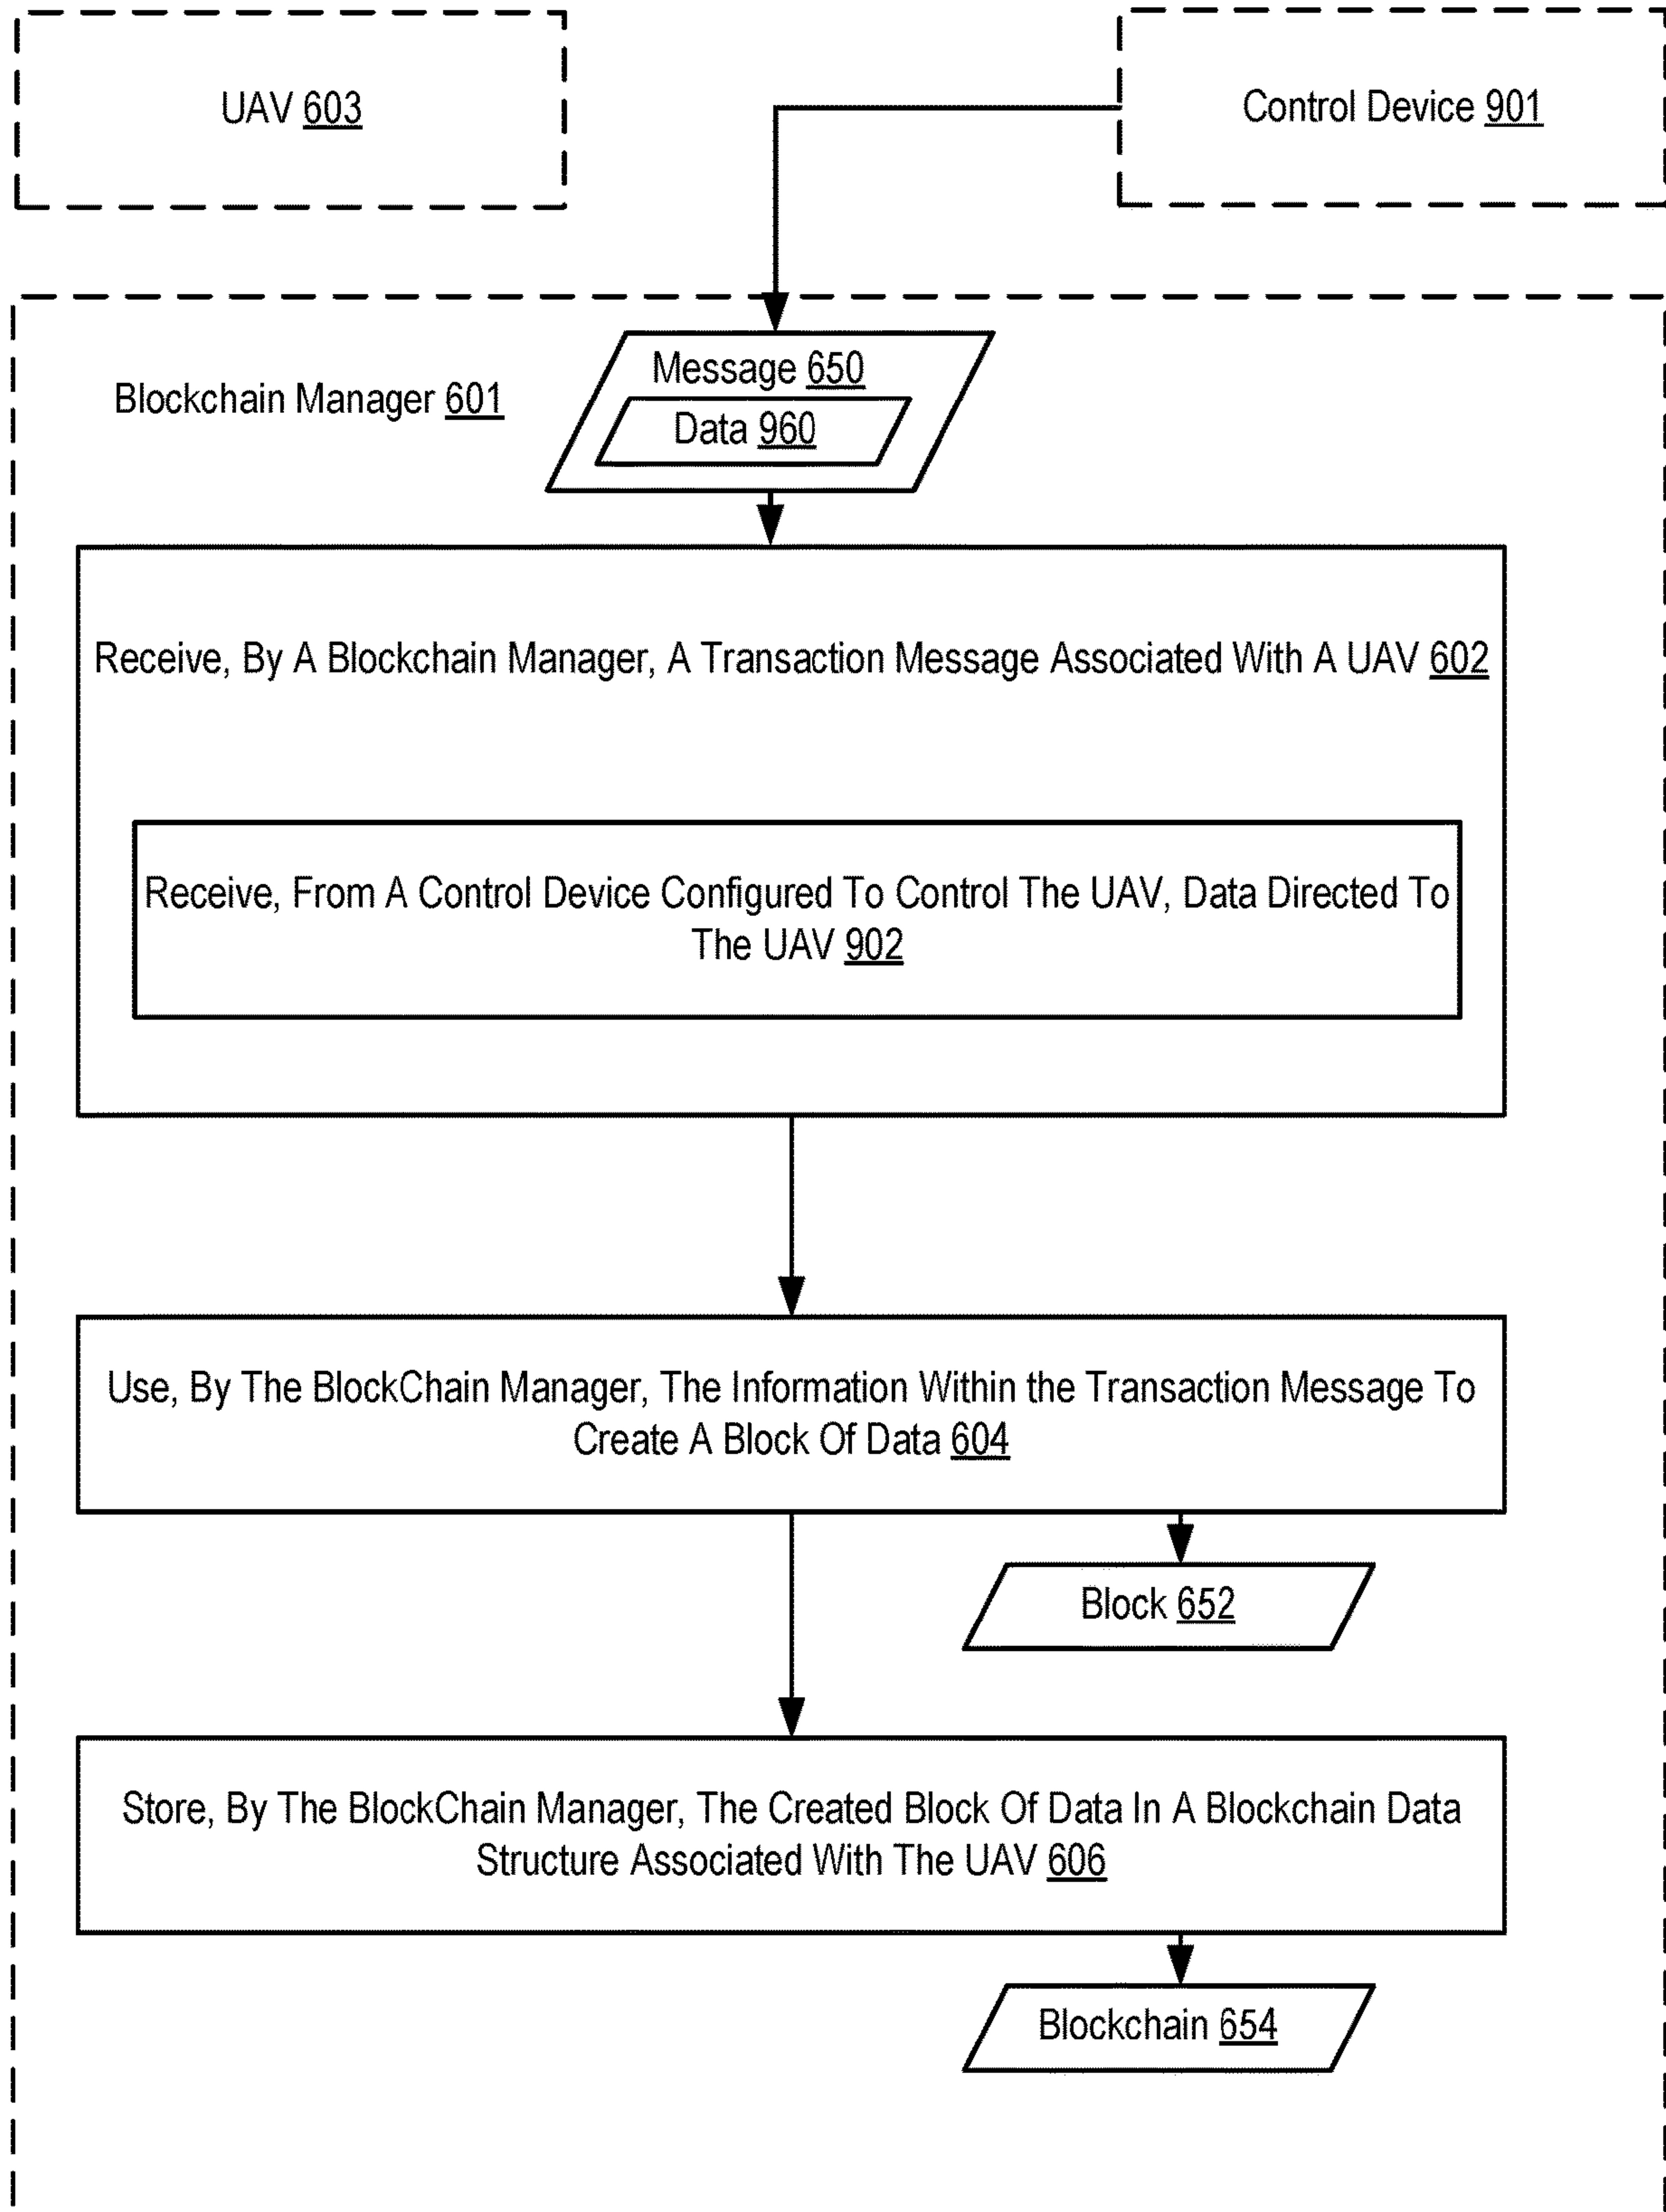 UAV 603
Control Device 901
Blockchain Manager 601
Message 650
Data 960
Receive, By A Blockchain Manager, A Transaction Message Associated With A UAV 602
Receive, From A Control Device Configured To Control The UAV, Data Directed To
The UAV 902
Use, By The BlockChain Manager, The Information Within the Transaction Message To
Create A Block Of Data 604
Block 652
Store, By The BlockChain Manager, The Created Block Of Data In A Blockchain Data
Structure Associated With The UAV 606
Blockchain 654